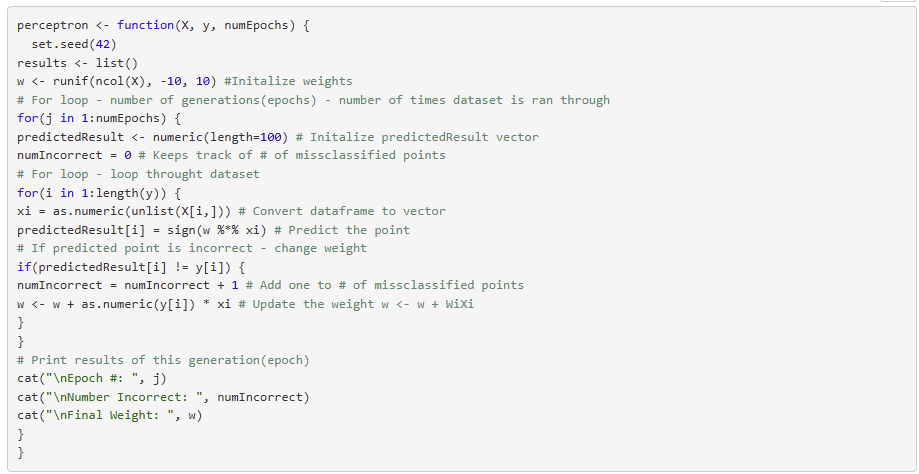 perceptron <- function(X, y, numEpochs) {
  set.seed(42)
results <- list()
w <- runif(ncol(X), -10, 10) #Initalize weights
# For loop - number of generations(epochs) - number of times dataset is ran through
for(j in 1:numEpochs) {
predictedResult <- numeric(length=100) # Initalize predictedResult vector
numIncorrect = 0 # Keeps track of # of missclassified points
# For loop - loop throught dataset
for(i in 1:length(y)) {
xi = as.numeric(unlist(X[i,])) # Convert dataframe to vector
predictedResult[i] = sign(w %*% xi) # Predict the point
# If predicted point is incorrect - change weight
if(predictedResult[i] != y[i]) {
numIncorrect = numIncorrect + 1 # Add one to # of missclassified points
w <- w + as.numeric(y[i]) * xi # Update the weight w <- w + WiXi
}
}
# Print results of this generation(epoch)
cat("\nEpoch #: ", j)
cat("\nNumber Incorrect: ", numIncorrect)
cat("\nFinal Weight: ", w)
}
}